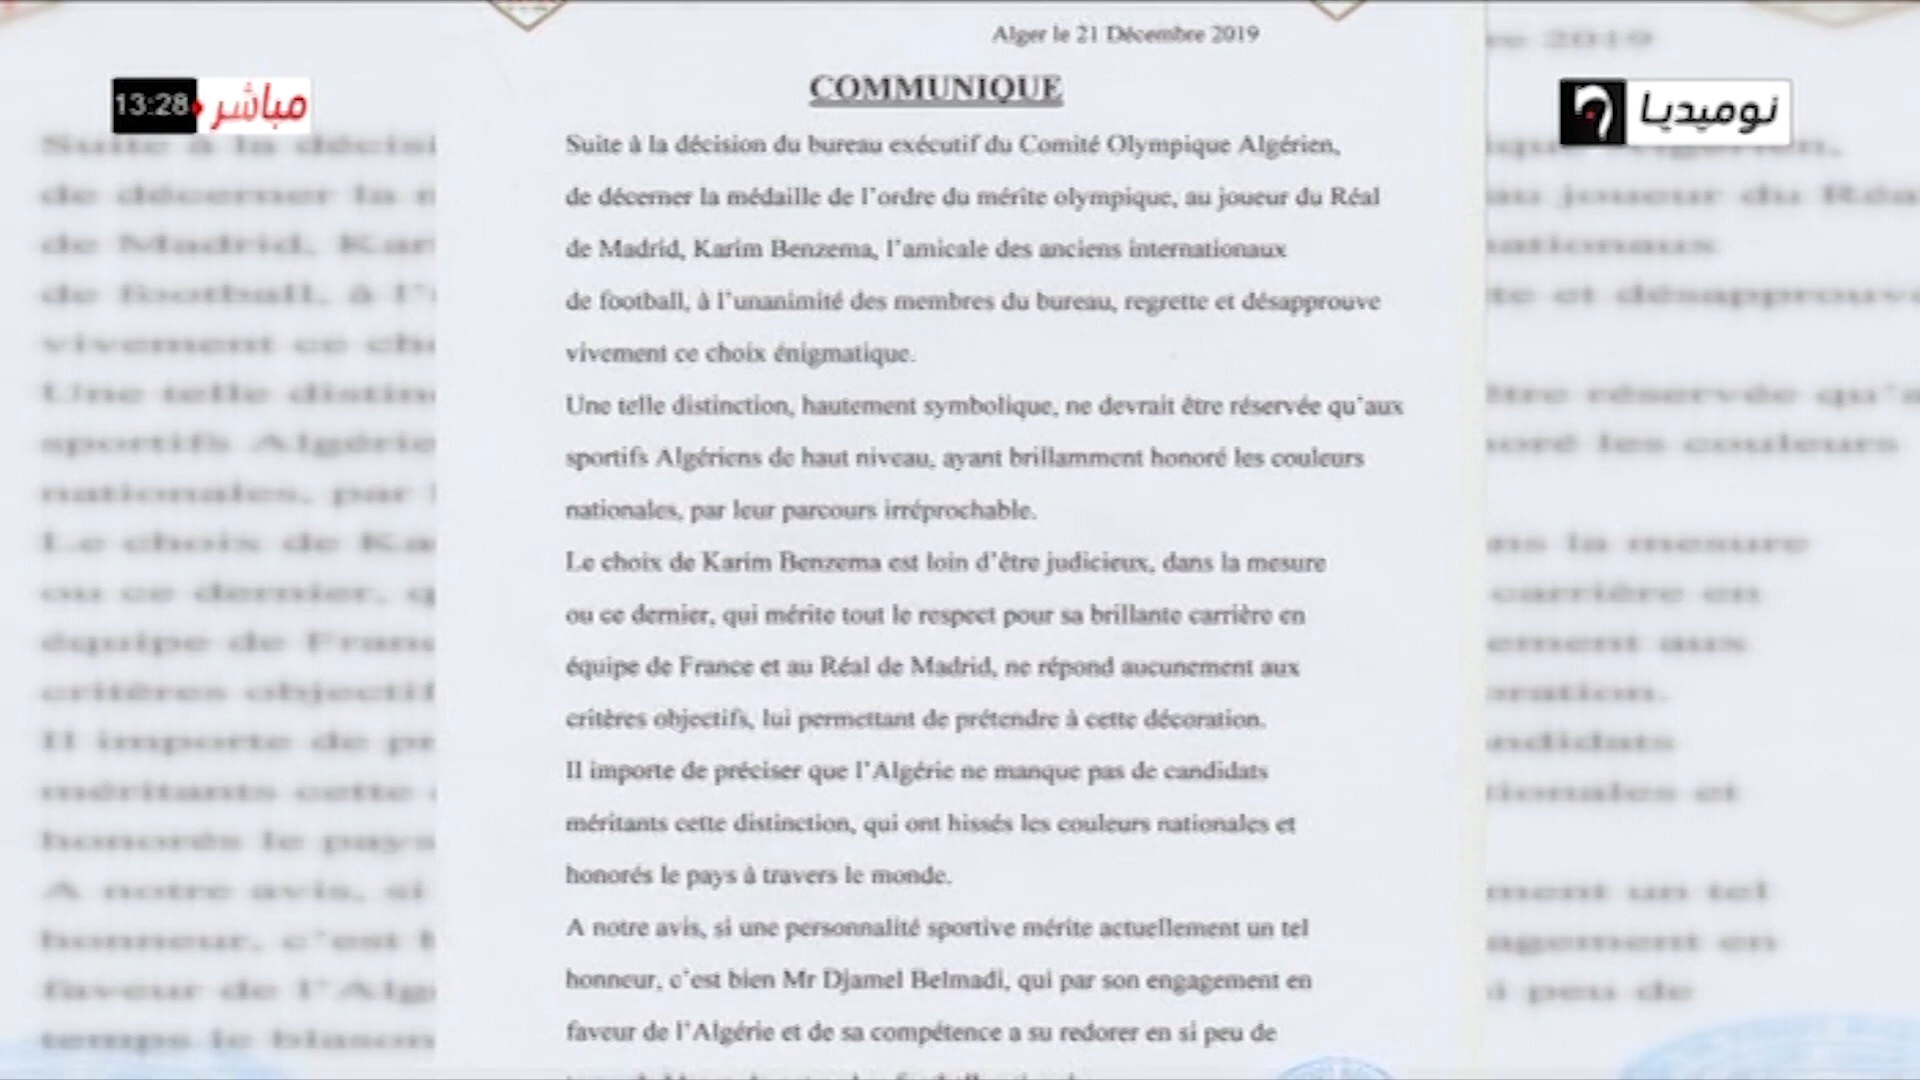 Alger le 21 Décembre 2019
13:28 مباشر
نوميديا
COMMUNIQUE
Suite à la décision du bureau exécutif du Comité Olympique Algérien,
de décerner la médaille de l'ordre du mérite olympique, au joueur du Réal
de Madrid, Karim Benzema, l'amicale des anciens internationaux
de football, à l'unanimité des membres du bureau, regrette et désapprouve
vivement ce choix énigmatique.
Une telle distinction, hautement symbolique, ne devrait être réservée qu'aux
sportifs Algériens de haut niveau, ayant brillamment honoré les couleurs
nationales, par leur parcours irréprochable.
Le choix de Karim Benzema est loin d'être judicieux, dans la mesure
ou ce dernier, qui mérite tout le respect pour sa brillante carrière en
équipe de France et au Réal de Madrid, ne répond aucunement aux
critères objectifs, lui permettant de prétendre à cette décoration.
Il importe de préciser que l'Algérie ne manque pas de candidats
méritants cette distinction, qui ont hissés les couleurs nationales et
honorés le pays à travers le monde.
A notre avis, si une personnalité sportive mérite actuellement un tel
honneur, c'est bien Mr Djamel Belmadi, qui par son engagement en
faveur de l'Algérie et de sa compétence a su redorer en si peu de